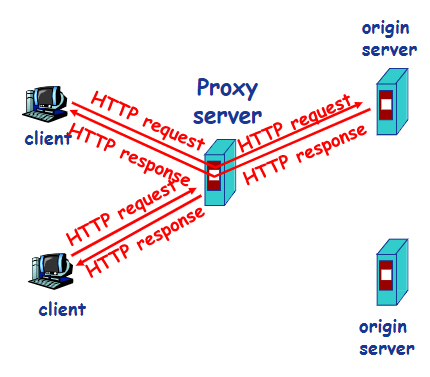 origin
server
Proxy
server
client
HTTP request
HTTP response
HTTP request
HTTP response
HTTP request
HTTP response
client
origin
server